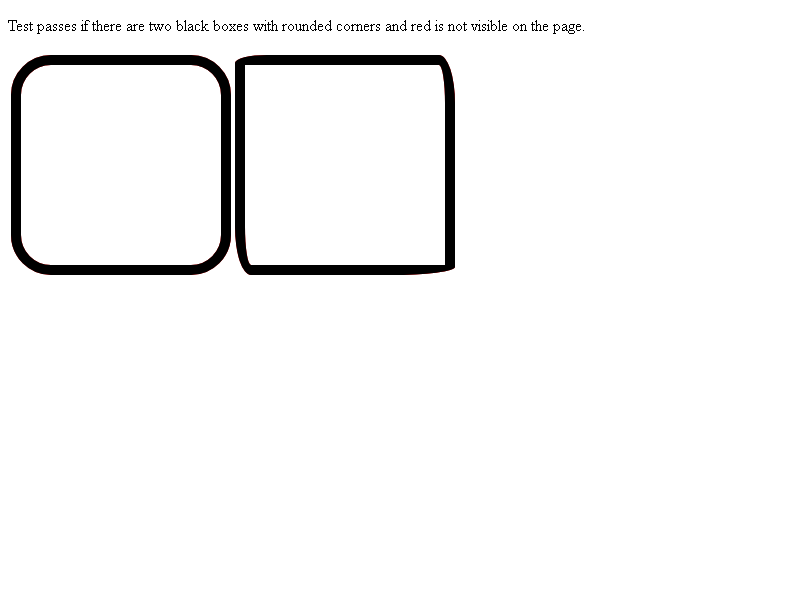 Test passes if there are two black boxes with rounded corners and red is not visible on the page.